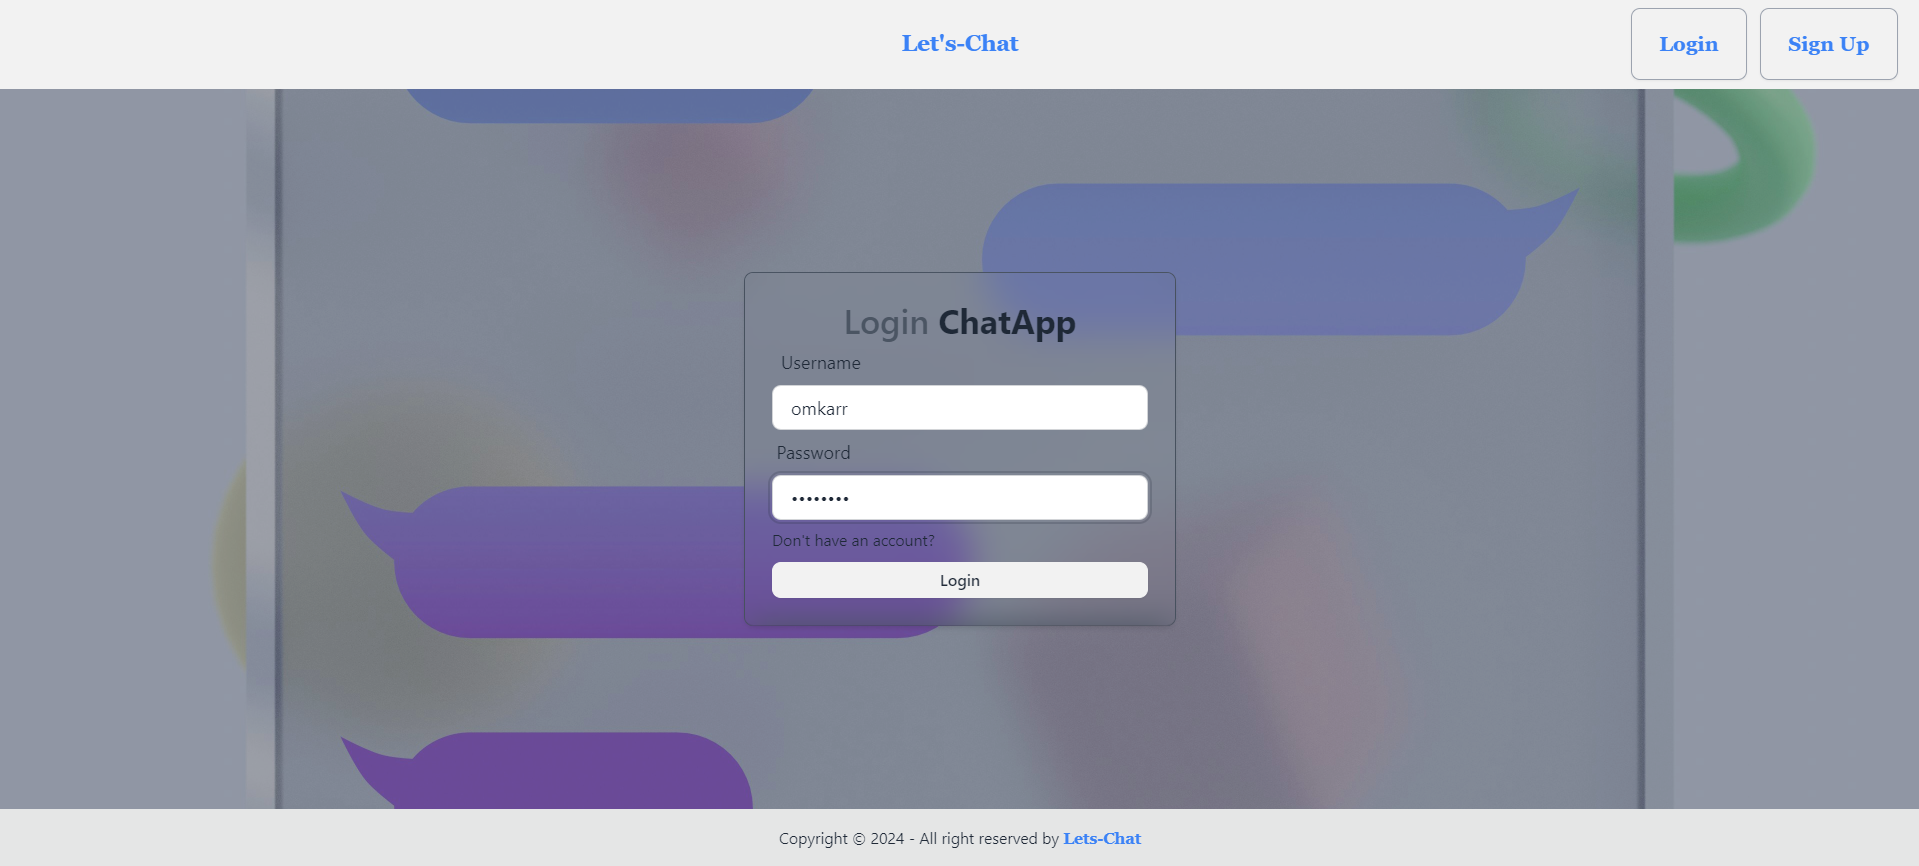 Let's-Chat
Login
Sign Up
Login ChatApp
Username
omkarr
Password
••••••••
Don't have an account?
Login
Copyright © 2024 - All right reserved by Lets-Chat